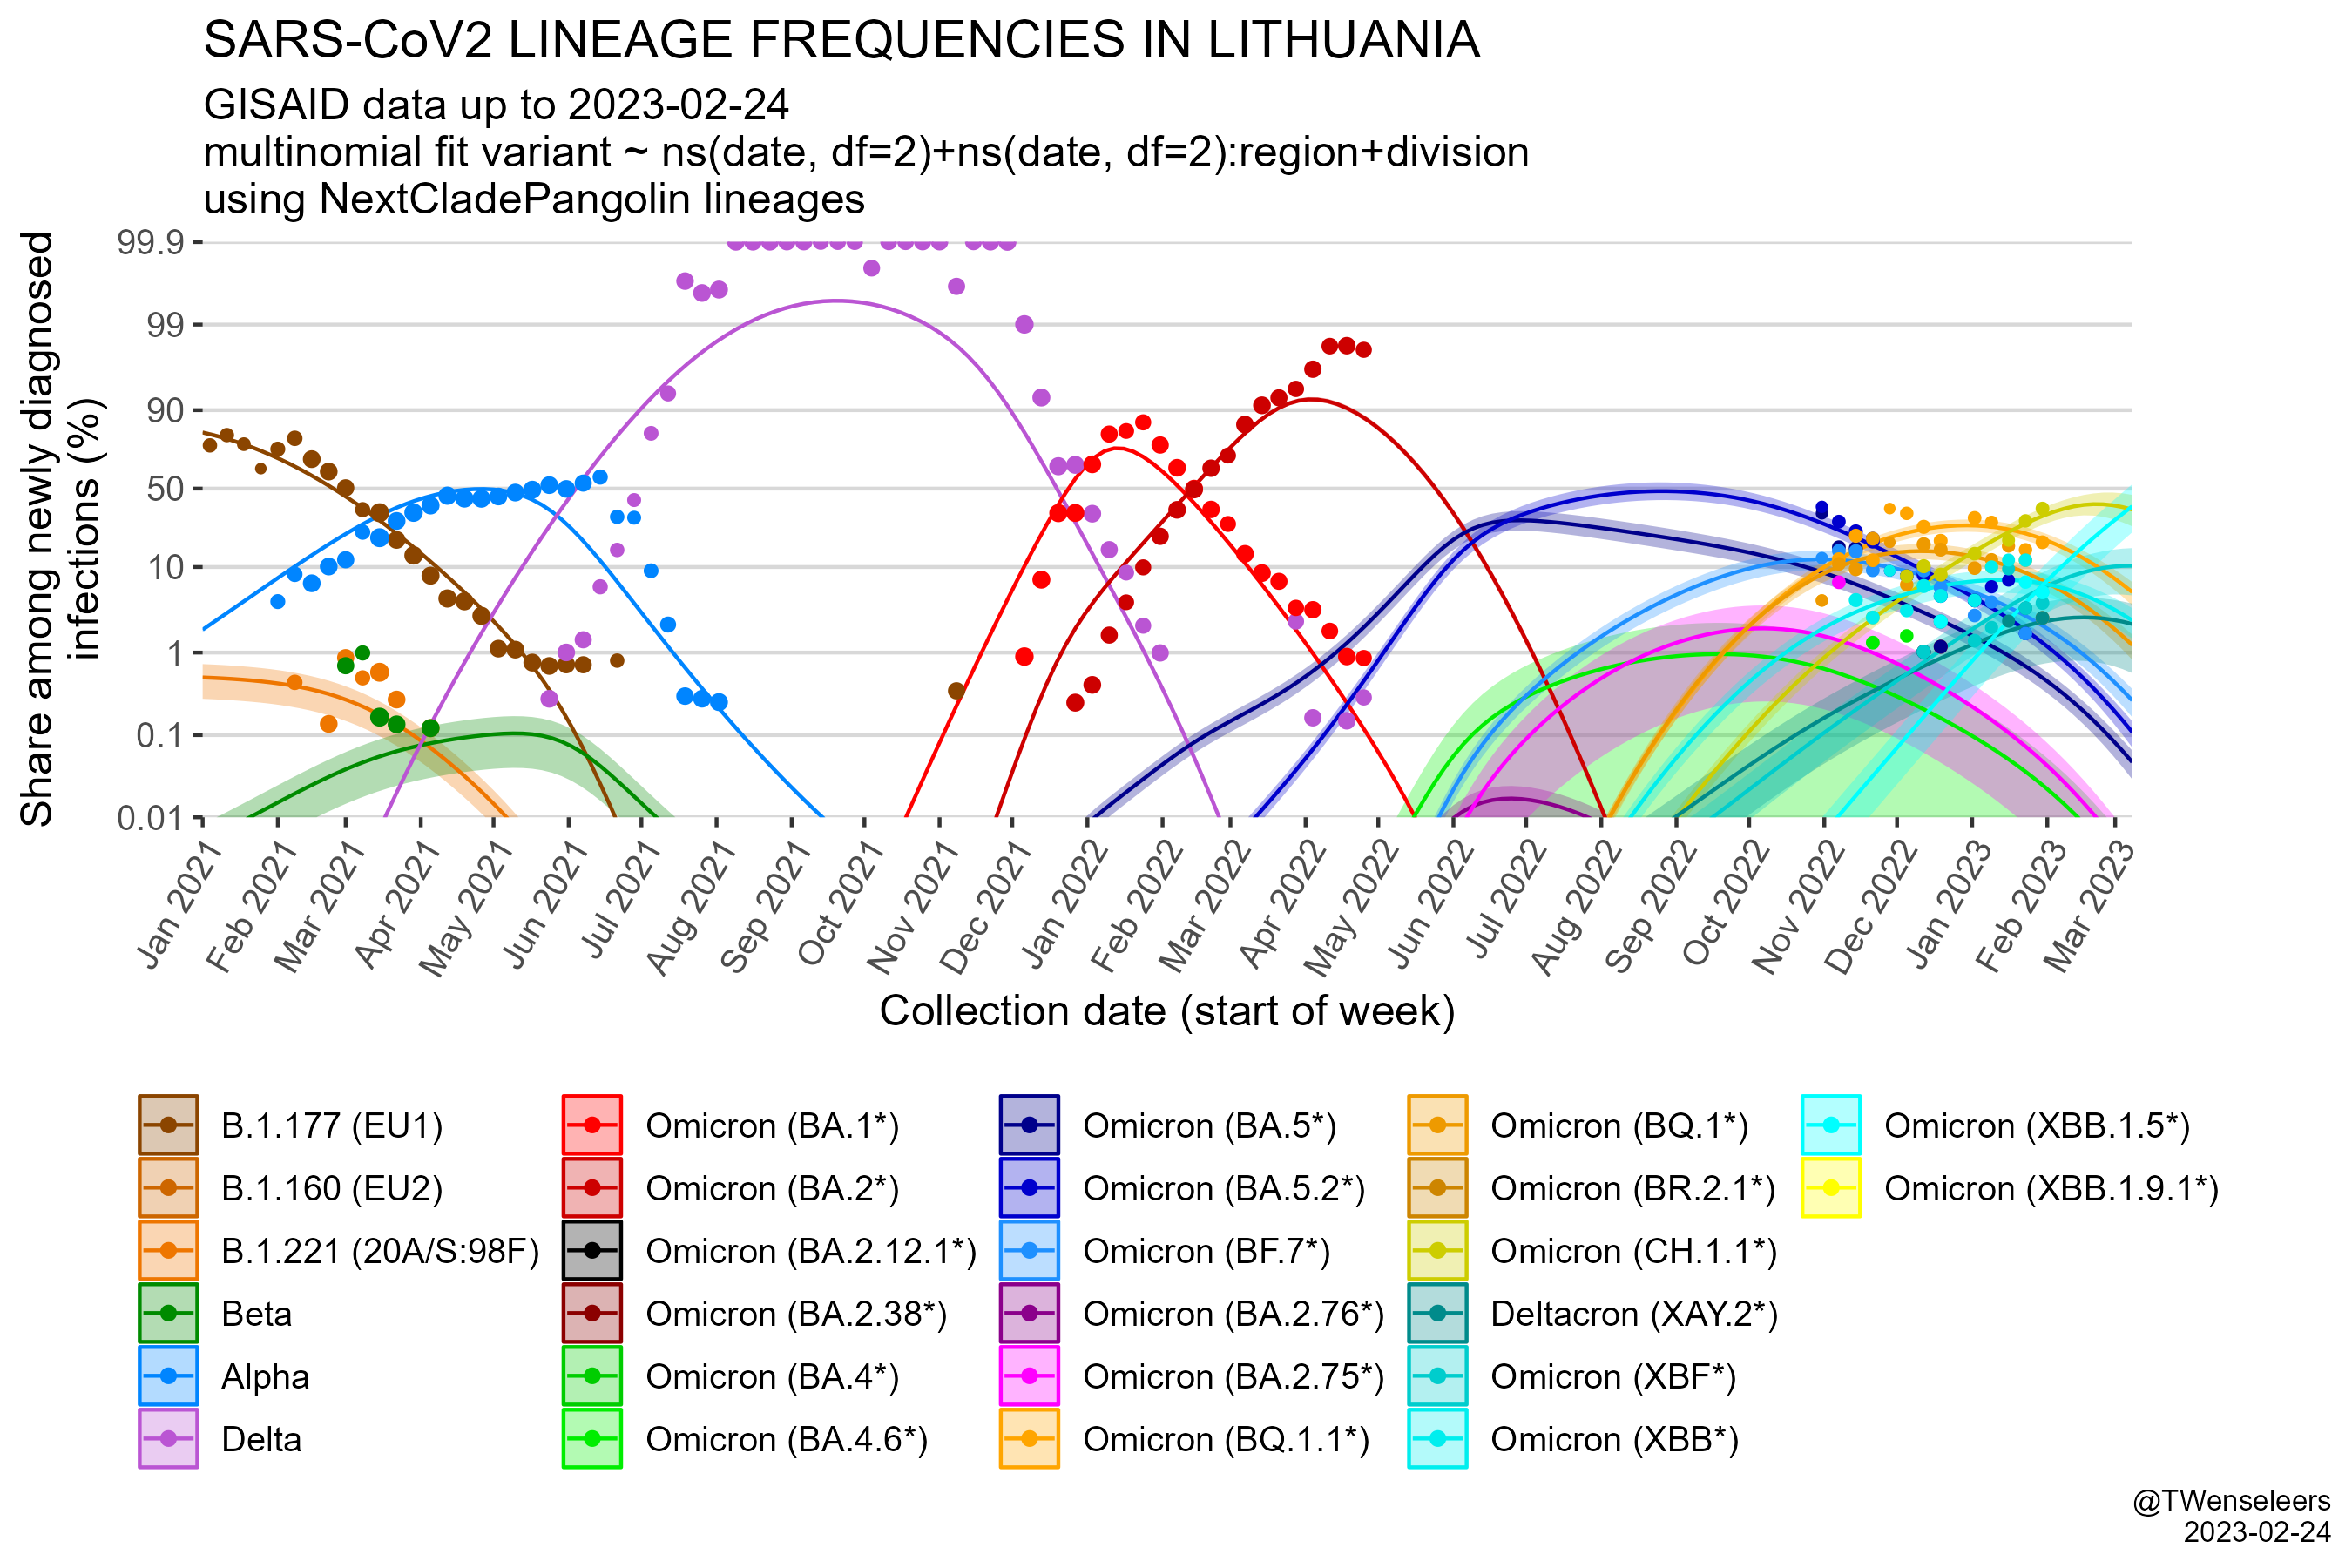 SARS-CoV2 LINEAGE FREQUENCIES IN LITHUANIA
GISAID data up to 2023-02-24
multinomial fit variant ~ ns(date, df=2)+ns(date, df=2):region+division
using NextCladePangolin lineages
Share among newly diagnosed
infections (%)
99.9
99
90
50
10
1
0.1
0.01
Jan 2021
Feb 2021
Mar 2021
Apr 2021
May 2021
Jun 2021
Jul 2021
Aug 2021
Sep 2021
Oct 2021
Nov 2021
Dec 2021
Jan 2022
Feb 2022
Mar 2022
Apr 2022
May 2022
Jun 2022
Jul 2022
Aug 2022
Sep 2022
Oct 2022
Nov 2022
Dec 2022
Jan 2023
Feb 2023
Mar 2023
Collection date (start of week)
B.1.177 (EU1)
B.1.160 (EU2)
B.1.221 (20A/S:98F)
Beta
Alpha
Delta
Omicron (BA.1*)
Omicron (BA.2*)
Omicron (BA.2.12.1*)
Omicron (BA.2.38*)
Omicron (BA.4*)
Omicron (BA.4.6*)
Omicron (BA.5*)
Omicron (BA.5.2*)
Omicron (BF.7*)
Omicron (BA.2.76*)
Omicron (BA.2.75*)
Omicron (BQ.1.1*)
Omicron (BQ.1*)
Omicron (BR.2.1*)
Omicron (CH.1.1*)
Deltacron (XAY.2*)
Omicron (XBF*)
Omicron (XBB*)
Omicron (XBB.1.5*)
Omicron (XBB.1.9.1*)
@TWenseleers
2023-02-24